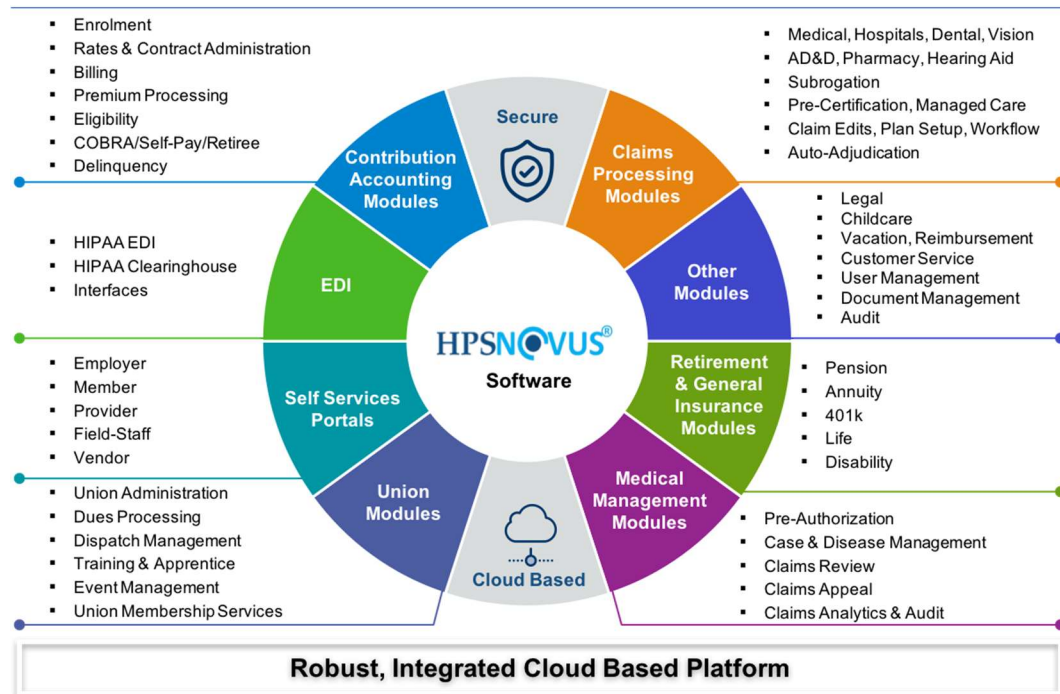 ▪ Enrolment
▪ Rates & Contract Administration
▪ Billing
▪ Premium Processing
▪ Eligibility
▪ COBRA/Self-Pay/Retiree
▪ Delinquency
▪ HIPAA EDI
▪ HIPAA Clearinghouse
▪ Interfaces
▪ Employer
▪ Member
▪ Provider
▪ Field-Staff
▪ Vendor
▪ Union Administration
▪ Dues Processing
▪ Dispatch Management
▪ Training & Apprentice
▪ Event Management
▪ Union Membership Services
Secure
Contribution
Accounting
Modules
Claims
Processing
Modules
EDI
Other
Modules
HPSNOVUS®
Software
Self Services
Portals
Retirement
& General
Insurance
Modules
Union
Modules
Medical
Management
Modules
Cloud Based
▪ Medical, Hospitals, Dental, Vision
▪ AD&D, Pharmacy, Hearing Aid
▪ Subrogation
▪ Pre-Certification, Managed Care
▪ Claim Edits, Plan Setup, Workflow
▪ Auto-Adjudication
▪ Legal
▪ Childcare
▪ Vacation, Reimbursement
▪ Customer Service
▪ User Management
▪ Document Management
▪ Audit
▪ Pension
▪ Annuity
▪ 401k
▪ Life
▪ Disability
▪ Pre-Authorization
▪ Case & Disease Management
▪ Claims Review
▪ Claims Appeal
▪ Claims Analytics & Audit
Robust, Integrated Cloud Based Platform